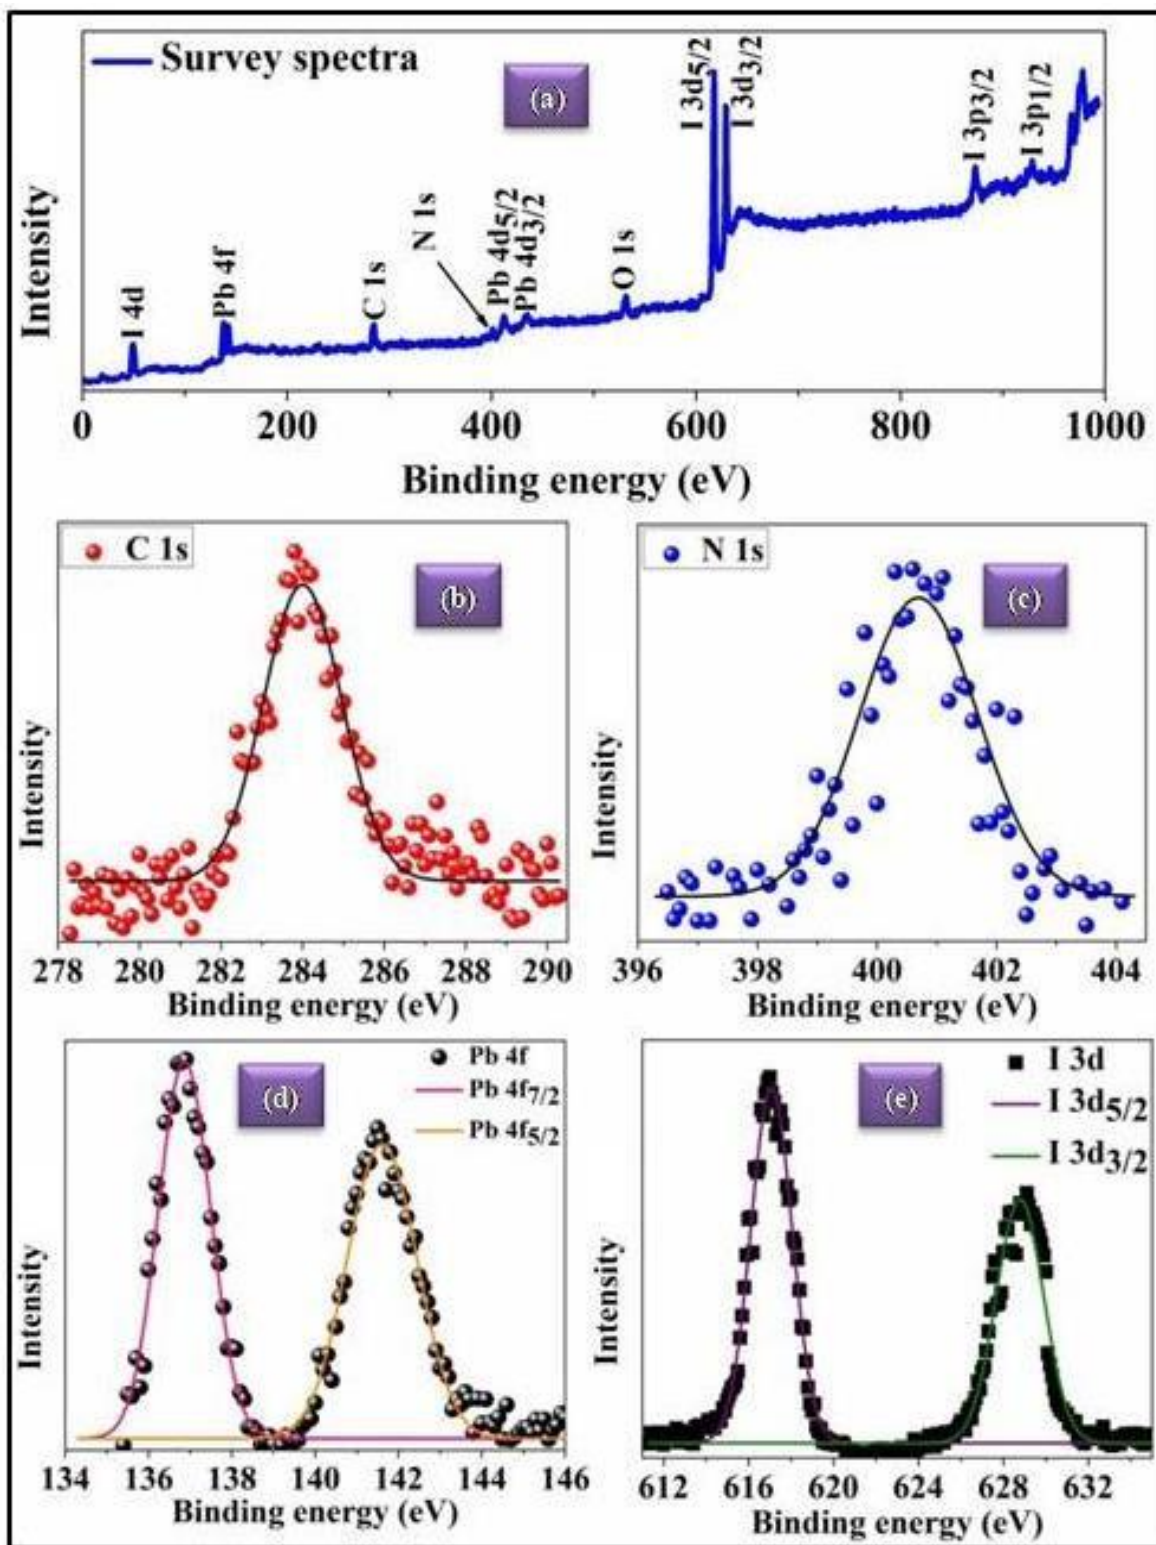 Survey spectra
(a)
I 4d
Pb 4f
C 1s
N 1s
Pb 4d5/2
Pb 4d3/2
O 1s
I 3d5/2
I 3d3/2
I 3p3/2
I 3p1/2
Intensity
0 200 400 600 800 1000
Binding energy (eV)
C 1s
(b)
Intensity
278 280 282 284 286 288 290
Binding energy (eV)
N 1s
(c)
Intensity
396 398 400 402 404
Binding energy (eV)
Pb 4f
Pb 4f7/2
Pb 4f5/2
(d)
Intensity
134 136 138 140 142 144 146
Binding energy (eV)
I 3d
I 3d5/2
I 3d3/2
(e)
Intensity
612 616 620 624 628 632
Binding energy (eV)